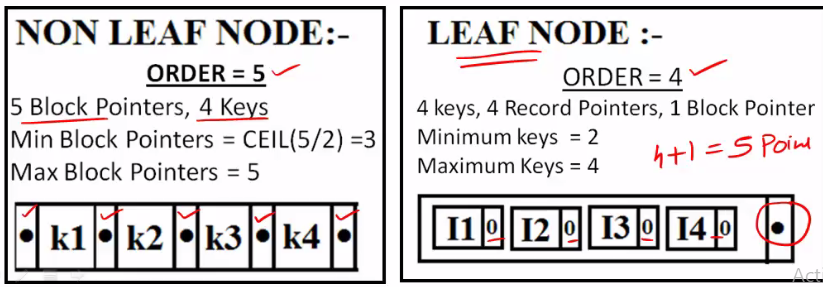 NON LEAF NODE:-
ORDER = 5
5 Block Pointers, 4 Keys
Min Block Pointers = CEIL(5/2) =3
Max Block Pointers = 5
k1 k2 k3 k4
LEAF NODE :-
ORDER = 4
4 keys, 4 Record Pointers, 1 Block Pointer
Minimum keys = 2
Maximum Keys = 4
4+1 = 5 Poin
I1 0 I2 0 I3 0 I4 0
Act